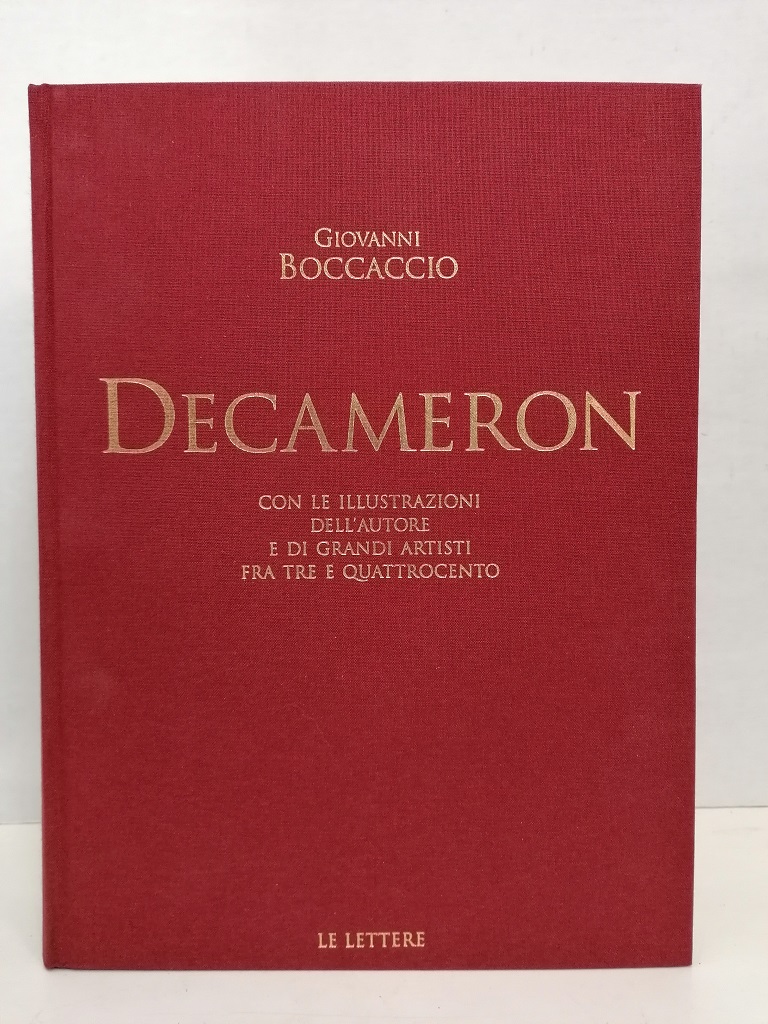 Giovanni
Boccaccio
Decameron
CON LE ILLUSTRAZIONI
DELL'AUTORE
E DI GRANDI ARTISTI
FRA TRE E QUATTROCENTO
LE LETTERE